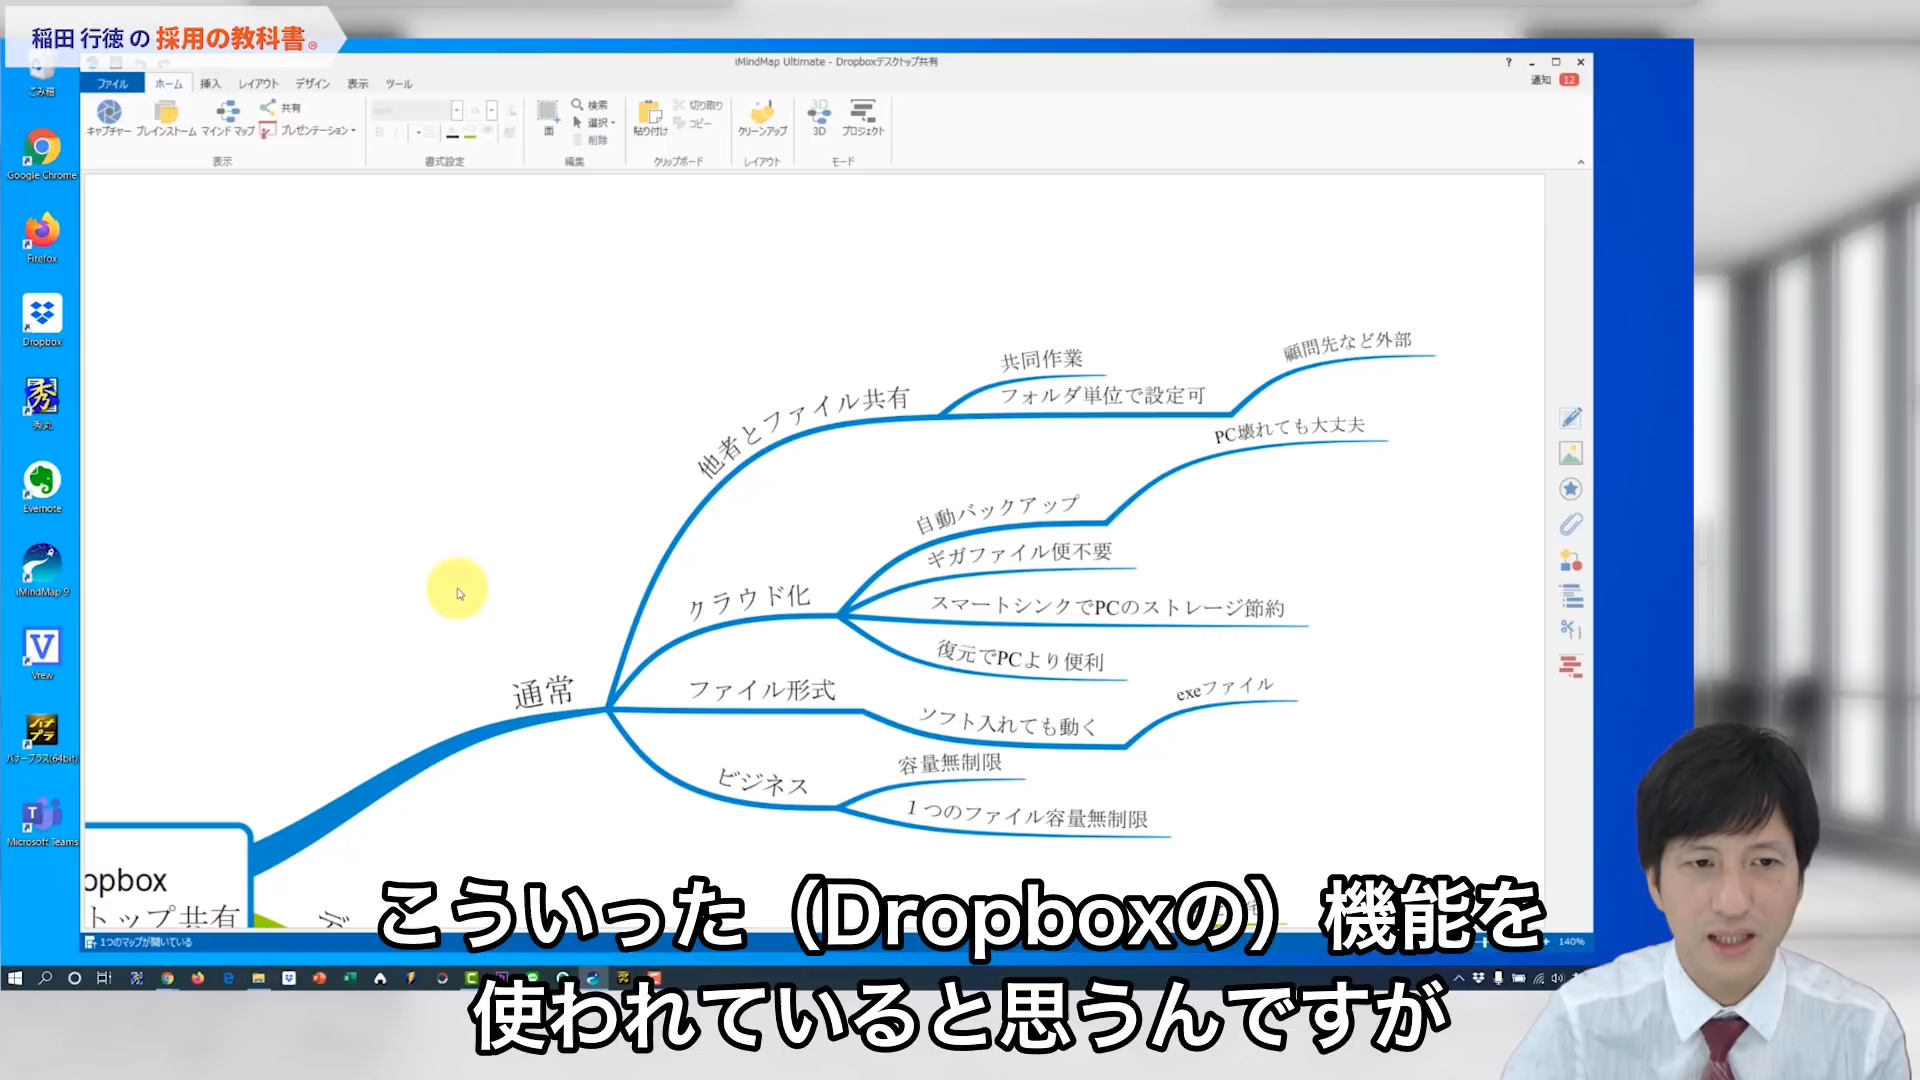 稲田 行徳 の 採用の教科書®
iMindMap Ultimate - Dropboxデスクトップ共有
通知 12
ファイル ホーム 挿入 レイアウト デザイン 表示 ツール
キャプチャー ブレインストーム マインド マップ 共有 プレゼンテーション
表示
書式設定
面 検索 選択 削除
編集
貼り付け 切り取り コピー
クリップボード
クリーンアップ
レイアウト
3D プロジェクト
モード
ごみ箱
Google Chrome
Firefox
Dropbox
秀丸
Evernote
iMindMap 9
Vrew
バナープラス(64bit)
Microsoft Teams
通常
他者とファイル共有
共同作業
フォルダ単位で設定可
顧問先など外部
クラウド化
自動バックアップ
PC壊れても大丈夫
ギガファイル便不要
スマートシンクでPCのストレージ節約
復元でPCより便利
ファイル形式
ソフト入れても動く
exeファイル
ビジネス
容量無制限
1つのファイル容量無制限
opbox
トップ共有
1つのマップが開いている
140%
こういった（Dropboxの）機能を
使われていると思うんですが